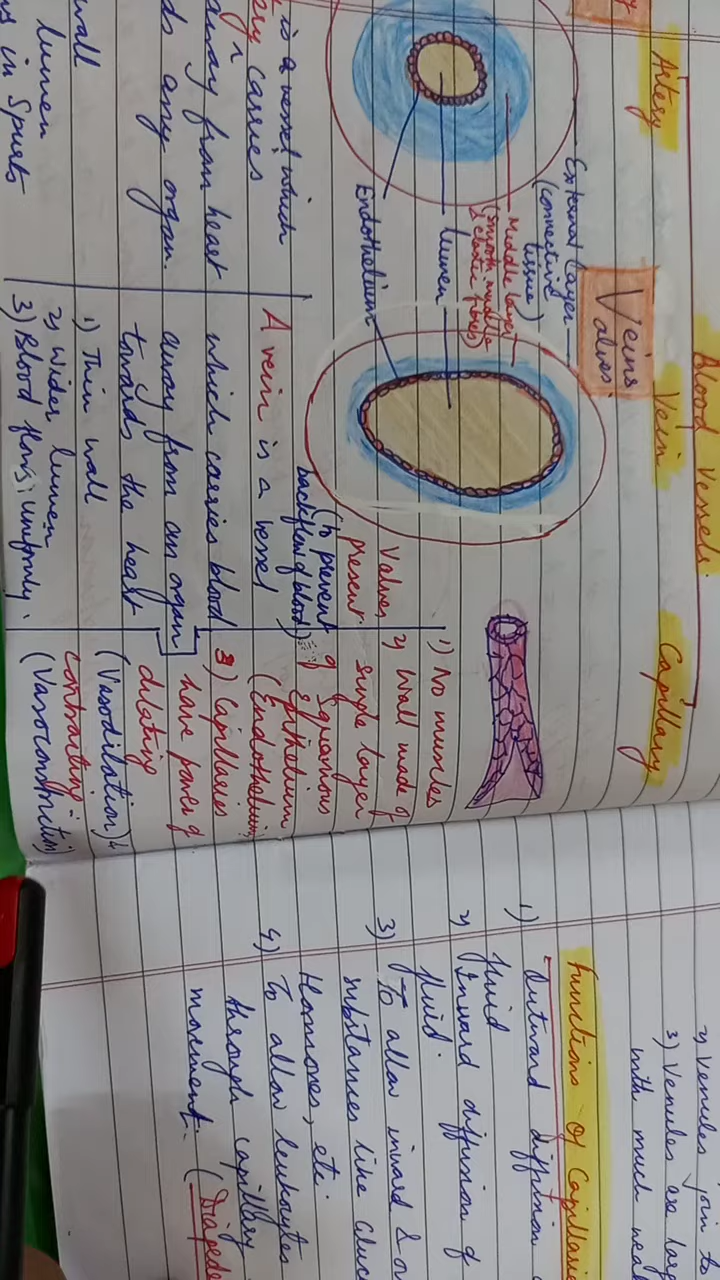 Blood Vessels
Artery
Vein
Capillary
Veins
Valves
External layer
(connective
tissue)
Middle layer
(smooth muscle
& elastic fibres)
lumen
Endothelium
is a vessel which
carries
away from heart
any organ.
wall
lumen
in Spurts
Valves
present
(to prevent
backflow of blood)
A vein is a vessel
which carries blood
away from an organ
towards the heart
1) Thin wall
2) Wider lumen
3) Blood flows uniformly.
1) No muscles
2) Wall made of
single layer
of Squamous
epithelium
(Endothelium)
3) Capillaries
have power of
dilating
(Vasodilation) &
contracting
(Vasoconstriction)
2) Venules join to
3) Venules are
with much
Functions of Capillari
1) Outward diffusion
fluid
2) Inward diffusion of
fluid.
3) To allow inward &
substances like Gluc
Hormones, etc.
4) To allow leukocytes
through capillary
movement. (Diaped